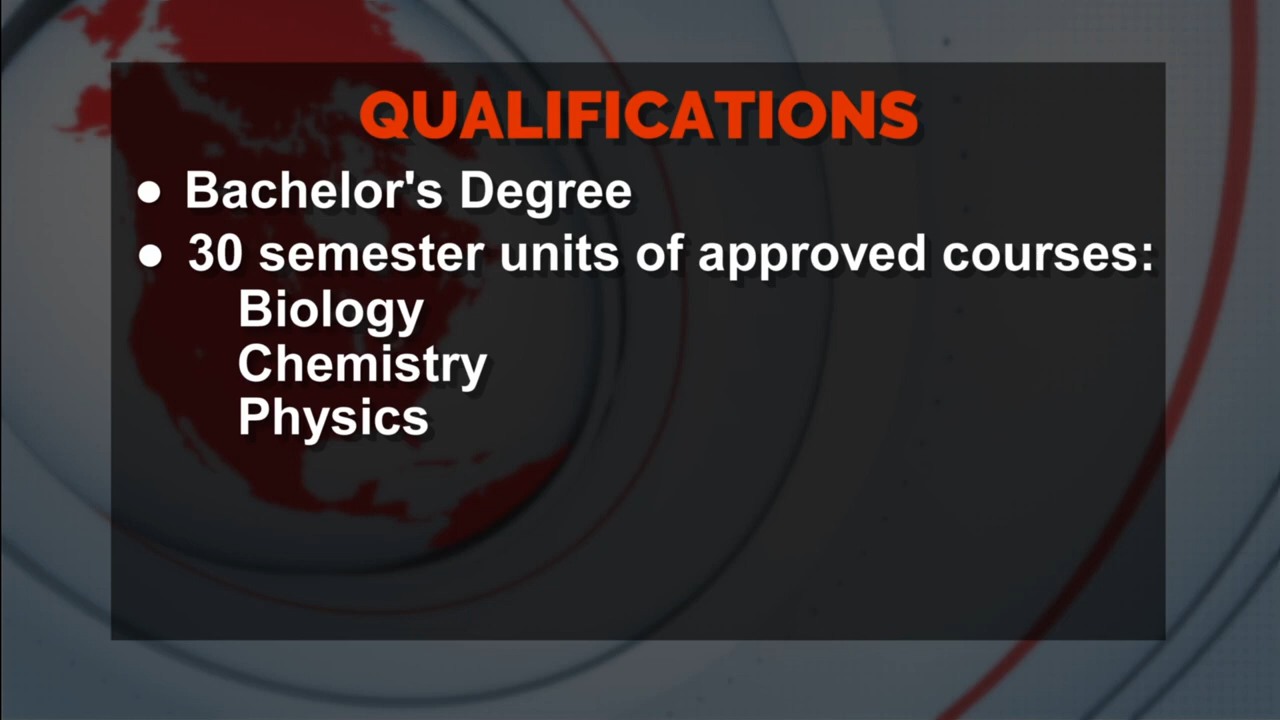 QUALIFICATIONS
● Bachelor's Degree
● 30 semester units of approved courses:
Biology
Chemistry
Physics